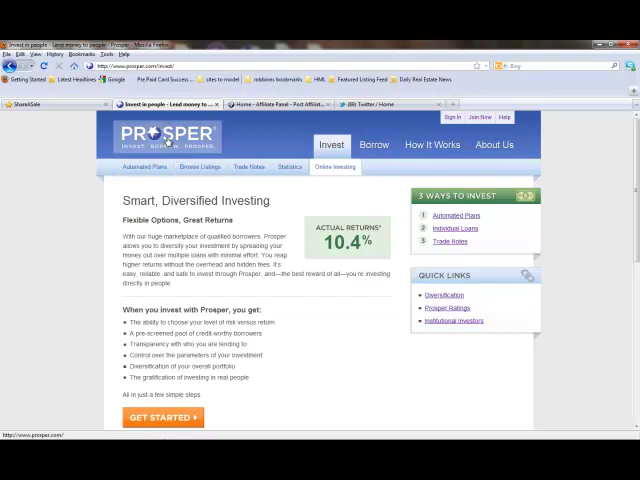 Invest in people - Lend money to people - Prosper - Mozilla Firefox
File Edit View History Bookmarks Tools Help
http://www.prosper.com/invest/
Bing
Getting Started Latest Headlines Google Pre Paid Card Success ... sites to model robbinns bookmarks HML Featured Listing Feed Daily Real Estate News
ShareASale Invest in people - Lend money to ... Home - Affiliate Panel - Post Affiliat... (8) Twitter / Home
Sign In Join Now Help
PROSPER
INVEST. BORROW. PROSPER.
Invest Borrow How It Works About Us
Automated Plans Browse Listings Trade Notes Statistics Online Investing
Smart, Diversified Investing
Flexible Options, Great Returns
With our huge marketplace of qualified borrowers, Prosper
allows you to diversify your investment by spreading your
money out over multiple loans with minimal effort. You reap
higher returns without the overhead and hidden fees. It's
easy, reliable, and safe to invest through Prosper, and—the best reward of all—you're investing
directly in people.
ACTUAL RETURNS*
10.4%
When you invest with Prosper, you get:
The ability to choose your level of risk versus return
A pre-screened pool of credit-worthy borrowers
Transparency with who you are lending to
Control over the parameters of your investment
Diversification of your overall portfolio
The gratification of investing in real people
All in just a few simple steps.
GET STARTED
3 WAYS TO INVEST
1 Automated Plans
2 Individual Loans
3 Trade Notes
QUICK LINKS
Diversification
Prosper Ratings
Institutional Investors
http://www.prosper.com/